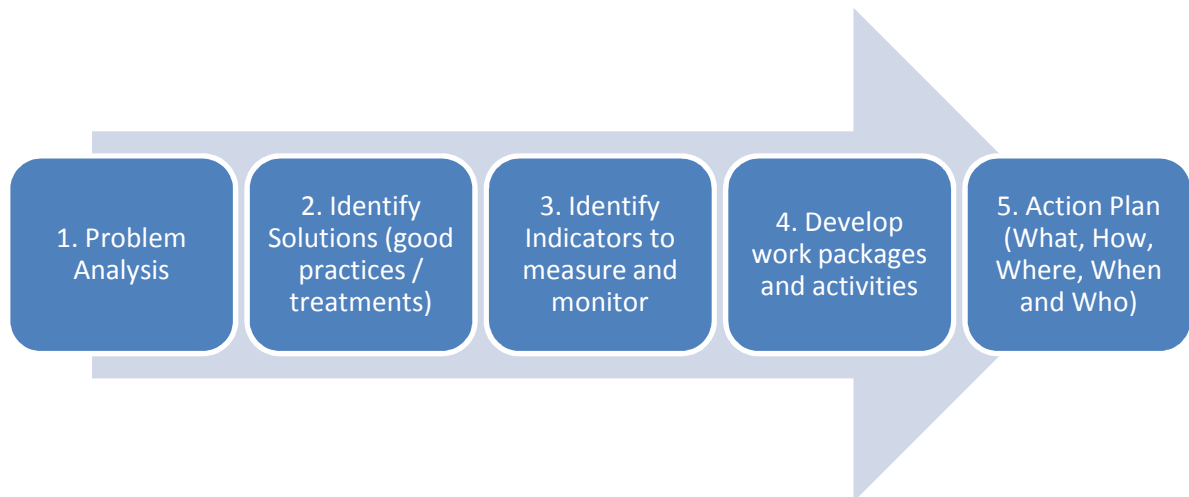 1. Problem
Analysis
2. Identify
Solutions (good
practices /
treatments)
3. Identify
Indicators to
measure and
monitor
4. Develop
work packages
and activities
5. Action Plan
(What, How,
Where, When
and Who)